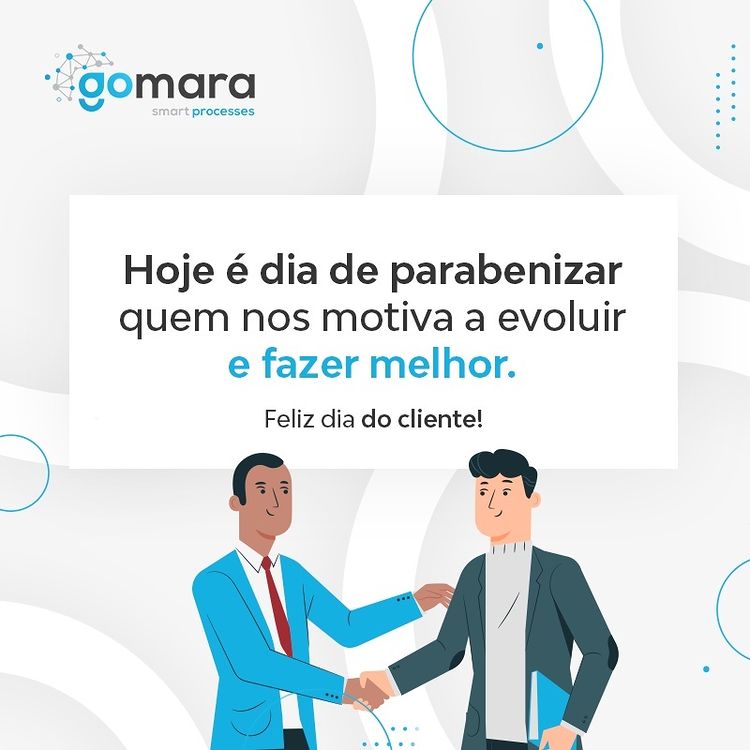 gomara
smart processes
Hoje é dia de parabenizar
quem nos motiva a evoluir
e fazer melhor.
Feliz dia do cliente!